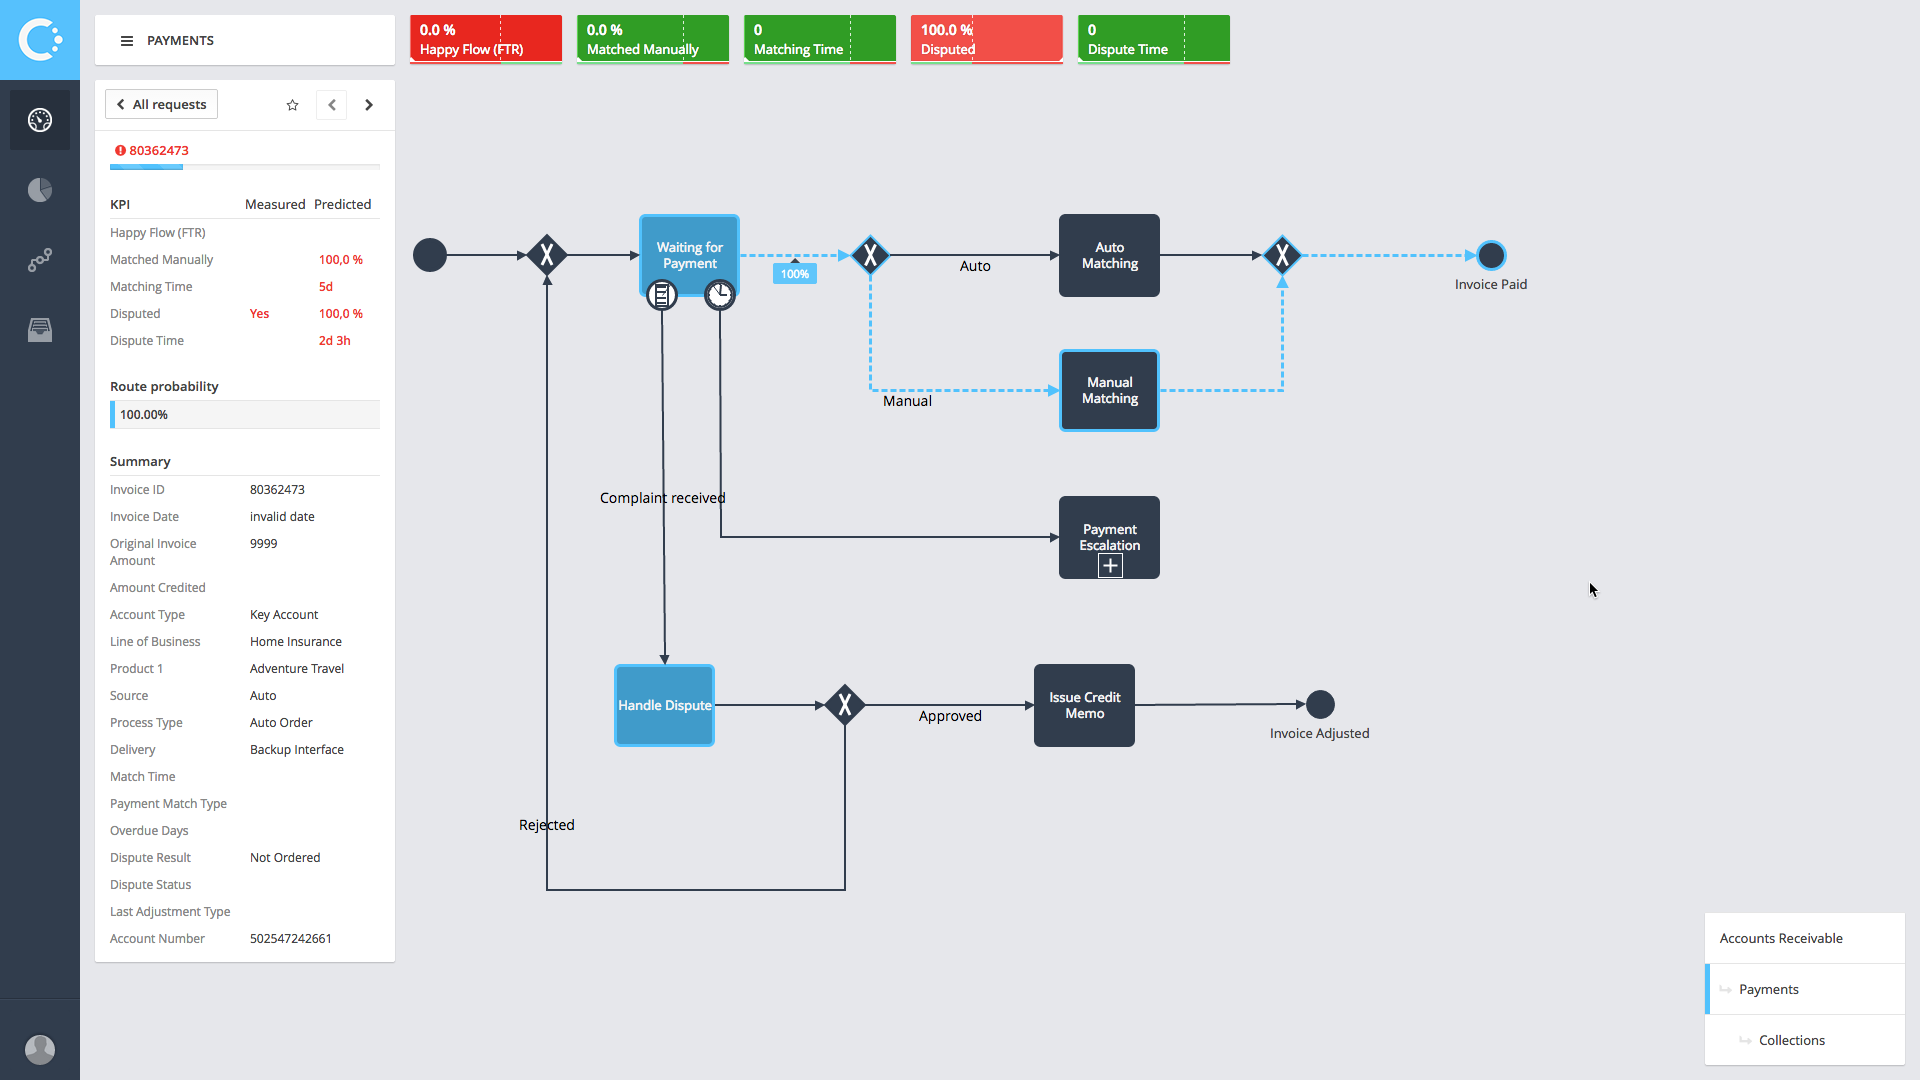 PAYMENTS
0.0 %
Happy Flow (FTR)
0.0 %
Matched Manually
0
Matching Time
100.0 %
Disputed
0
Dispute Time
All requests
80362473
KPI Measured Predicted
Happy Flow (FTR)
Matched Manually 100,0 %
Matching Time 5d
Disputed Yes 100,0 %
Dispute Time 2d 3h
Route probability
100.00%
Summary
Invoice ID 80362473
Invoice Date invalid date
Original Invoice Amount 9999
Amount Credited
Account Type Key Account
Line of Business Home Insurance
Product 1 Adventure Travel
Source Auto
Process Type Auto Order
Delivery Backup Interface
Match Time
Payment Match Type
Overdue Days
Dispute Result Not Ordered
Dispute Status
Last Adjustment Type
Account Number 502547242661
Waiting for
Payment
100%
Auto
Auto
Matching
Invoice Paid
Manual
Manual
Matching
Complaint received
Payment
Escalation
Handle Dispute
Approved
Issue Credit
Memo
Invoice Adjusted
Rejected
Accounts Receivable
Payments
Collections